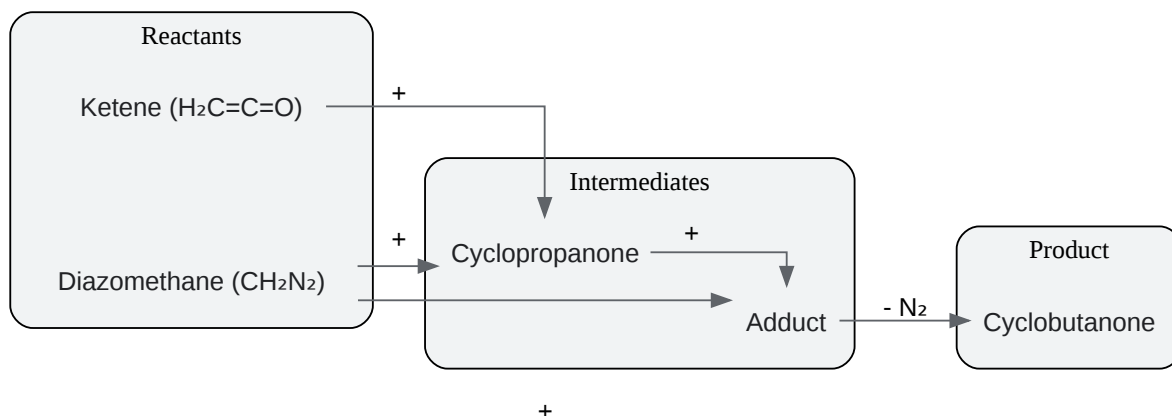 Reactants
Ketene (H₂C=C=O)
+
Intermediates
+
Cyclopropanone
+
Diazomethane (CH₂N₂)
Adduct
- N₂
Product
Cyclobutanone
+